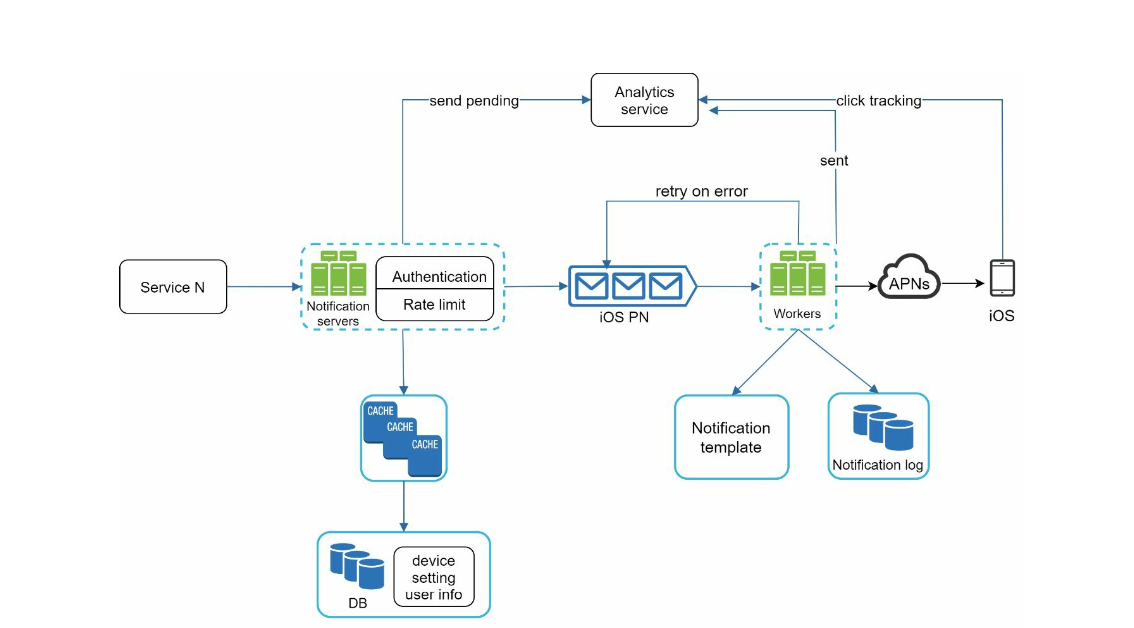 Analytics
service
send pending
click tracking
sent
retry on error
Service N
Notification
servers
Authentication
Rate limit
iOS PN
Workers
APNs
iOS
CACHE
CACHE
CACHE
Notification
template
Notification log
DB
device
setting
user info